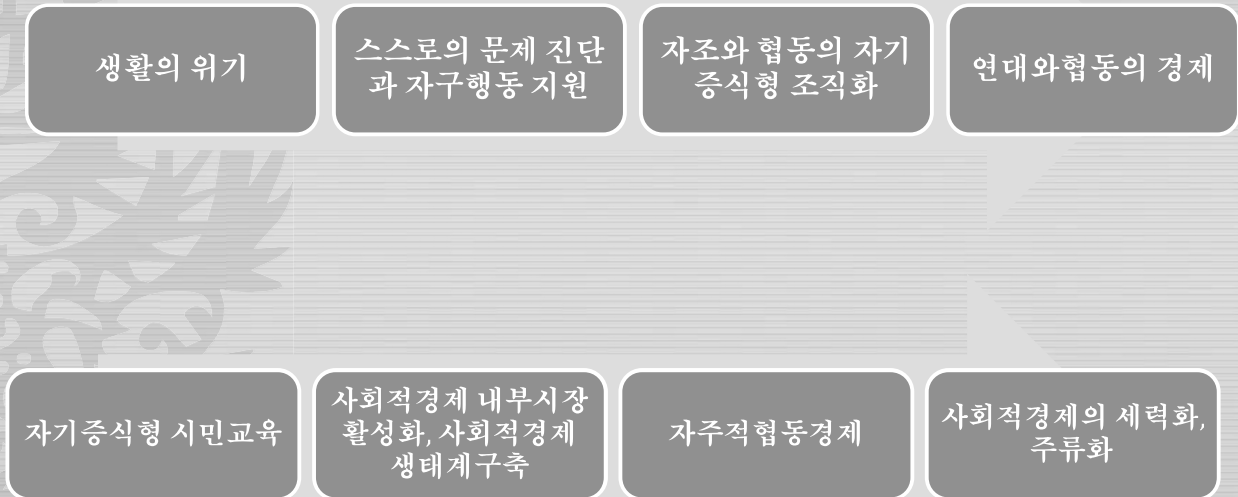 생활의 위기
스스로의 문제 진단
과 자구행동 지원
자조와 협동의 자기
증식형 조직화
연대와협동의 경제
자기증식형 시민교육
사회적경제 내부시장
활성화, 사회적경제
생태계구축
자주적협동경제
사회적경제의 세력화,
주류화